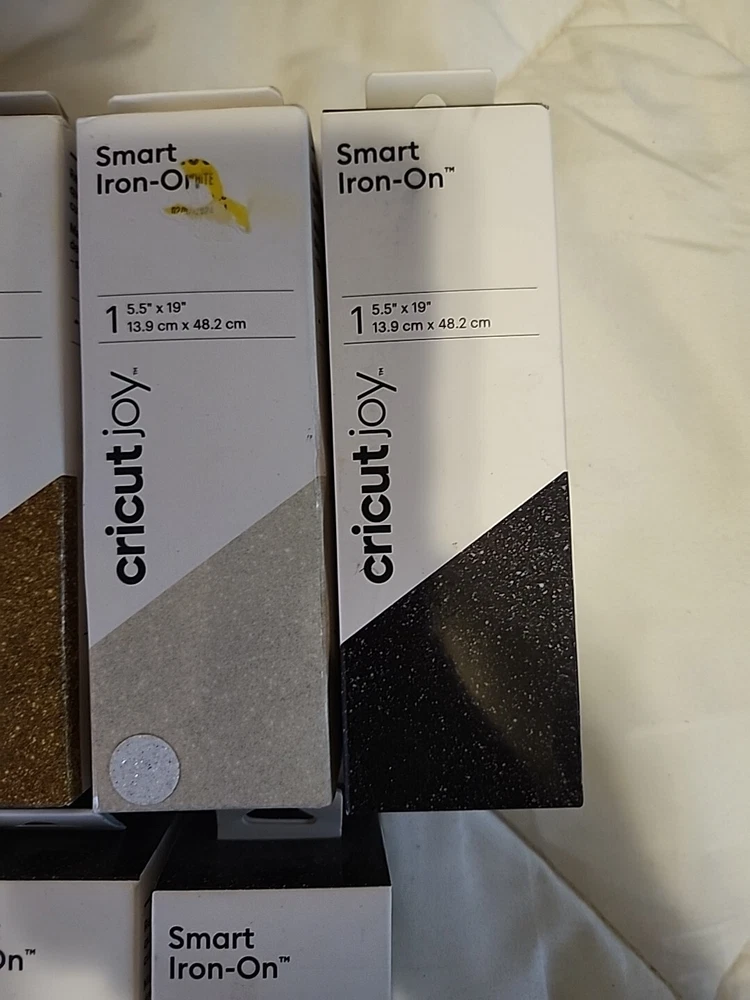 Smart
Iron-On
1 5.5" x 19"
13.9 cm x 48.2 cm
cricut joy™
Smart
Iron-On™
1 5.5" x 19"
13.9 cm x 48.2 cm
cricut joy™
On™
Smart
Iron-On™